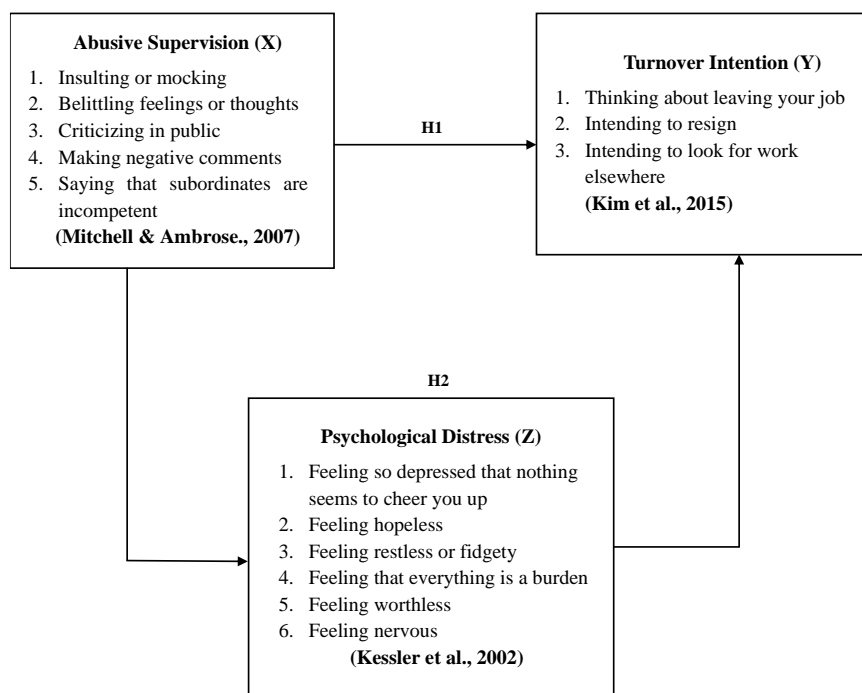 Abusive Supervision (X)
1. Insulting or mocking
2. Belittling feelings or thoughts
3. Criticizing in public
4. Making negative comments
5. Saying that subordinates are
incompetent
(Mitchell & Ambrose., 2007)
H1
Turnover Intention (Y)
1. Thinking about leaving your job
2. Intending to resign
3. Intending to look for work
elsewhere
(Kim et al., 2015)
H2
Psychological Distress (Z)
1. Feeling so depressed that nothing
seems to cheer you up
2. Feeling hopeless
3. Feeling restless or fidgety
4. Feeling that everything is a burden
5. Feeling worthless
6. Feeling nervous
(Kessler et al., 2002)